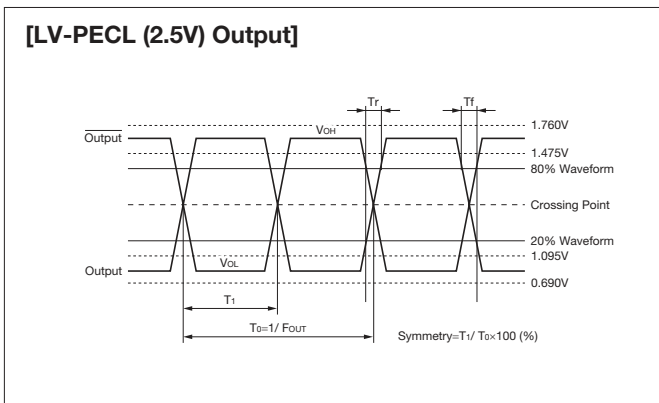 [LV-PECL (2.5V) Output]
Tr
Tf
1.760V
VOH
Output
1.475V
80% Waveform
Crossing Point
20% Waveform
1.095V
VOL
Output
0.690V
T1
T0=1/ FOUT
Symmetry=T1/ T0×100 (%)